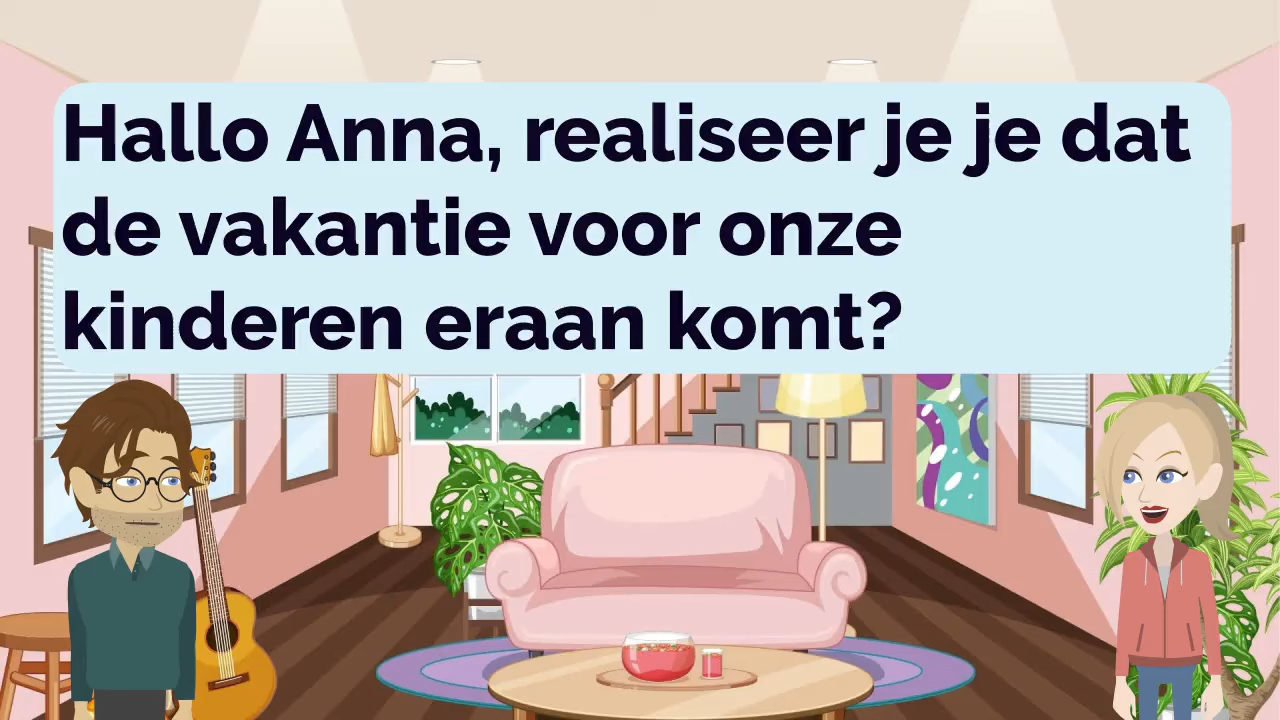 Hallo Anna, realiseer je je dat
de vakantie voor onze
kinderen eraan komt?